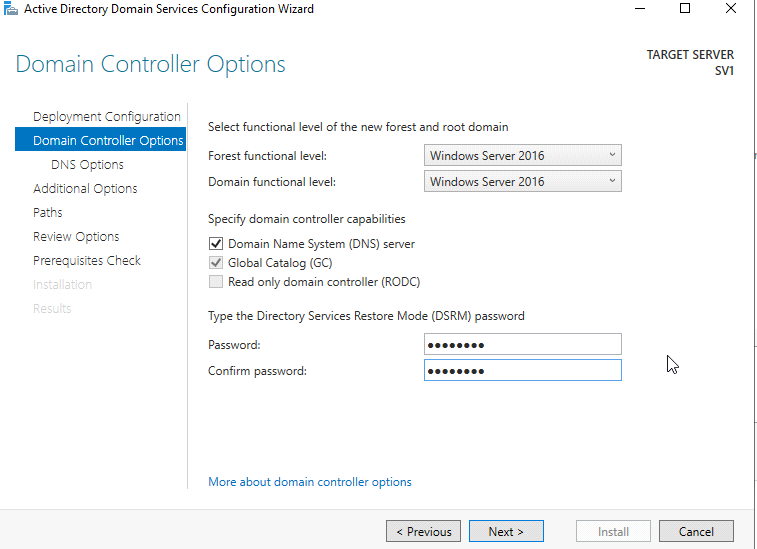 Active Directory Domain Services Configuration Wizard
Domain Controller Options
TARGET SERVER
SV1
Deployment Configuration
Domain Controller Options
DNS Options
Additional Options
Paths
Review Options
Prerequisites Check
Installation
Results
Select functional level of the new forest and root domain
Forest functional level: Windows Server 2016
Domain functional level: Windows Server 2016
Specify domain controller capabilities
Domain Name System (DNS) server
Global Catalog (GC)
Read only domain controller (RODC)
Type the Directory Services Restore Mode (DSRM) password
Password: ●●●●●●●●
Confirm password: ●●●●●●●●
More about domain controller options
< Previous Next > Install Cancel